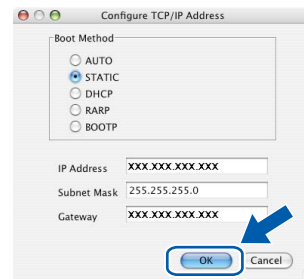 Configure TCP/IP Address
Boot Method
AUTO
STATIC
DHCP
RARP
BOOTP
IP Address XXX.XXX.XXX.XXX
Subnet Mask 255.255.255.0
Gateway XXX.XXX.XXX.XXX
OK Cancel